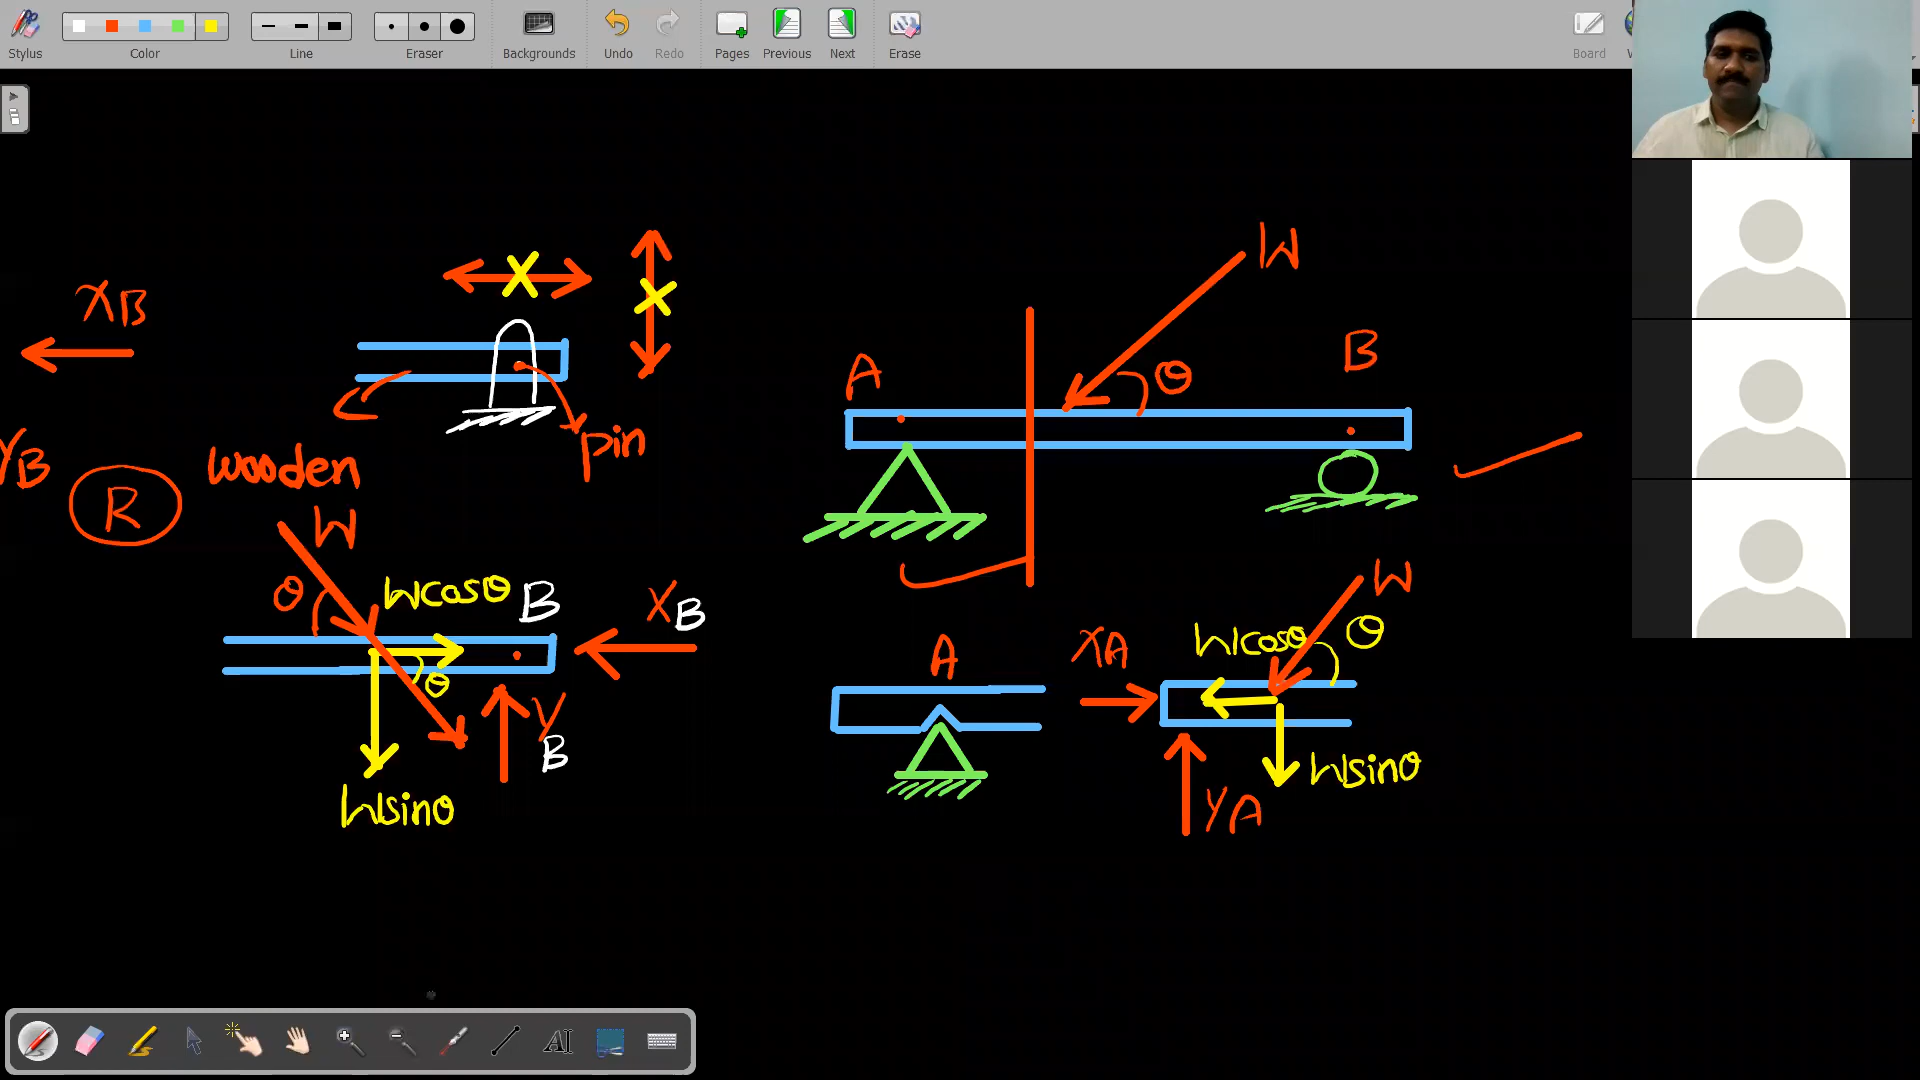 Stylus
Color
Line
Eraser
Backgrounds
Undo
Redo
Pages
Previous
Next
Erase
Board
XB
YB
R
wooden
pin
W
θ
Wcosθ
B
XB
θ
Y
B
Wsinθ
W
θ
A
B
A
XA
Wcosθ
W
θ
Wsinθ
YA